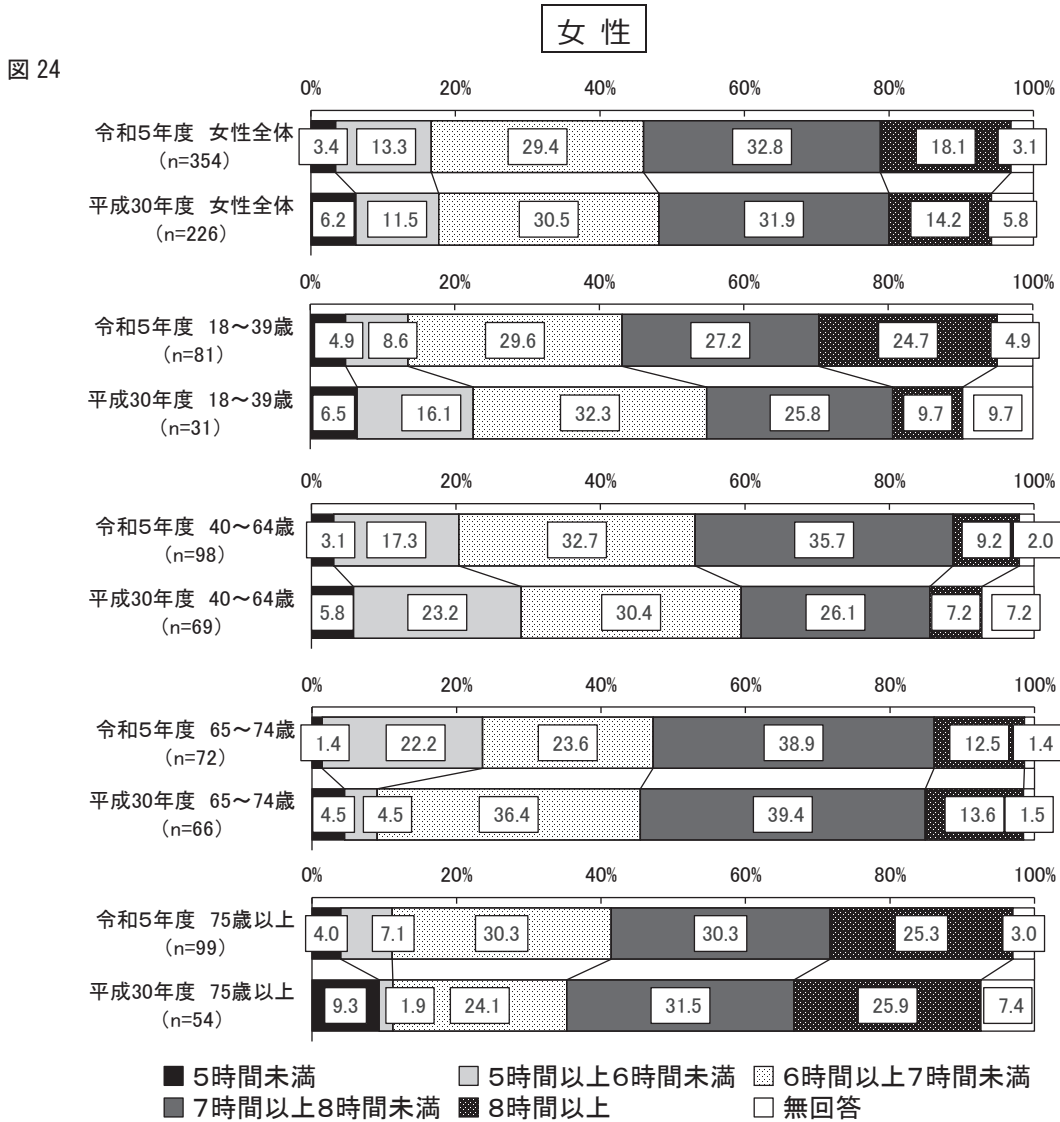 女 性
図 24
0% 20% 40% 60% 80% 100%
令和5年度 女性全体 3.4 13.3 29.4 32.8 18.1 3.1
(n=354)
平成30年度 女性全体 6.2 11.5 30.5 31.9 14.2 5.8
(n=226)
0% 20% 40% 60% 80% 100%
令和5年度 18～39歳 4.9 8.6 29.6 27.2 24.7 4.9
(n=81)
平成30年度 18～39歳 6.5 16.1 32.3 25.8 9.7 9.7
(n=31)
0% 20% 40% 60% 80% 100%
令和5年度 40～64歳 3.1 17.3 32.7 35.7 9.2 2.0
(n=98)
平成30年度 40～64歳 5.8 23.2 30.4 26.1 7.2 7.2
(n=69)
0% 20% 40% 60% 80% 100%
令和5年度 65～74歳 1.4 22.2 23.6 38.9 12.5 1.4
(n=72)
平成30年度 65～74歳 4.5 4.5 36.4 39.4 13.6 1.5
(n=66)
0% 20% 40% 60% 80% 100%
令和5年度 75歳以上 4.0 7.1 30.3 30.3 25.3 3.0
(n=99)
平成30年度 75歳以上 9.3 1.9 24.1 31.5 25.9 7.4
(n=54)
5時間未満 5時間以上6時間未満 6時間以上7時間未満
7時間以上8時間未満 8時間以上 無回答